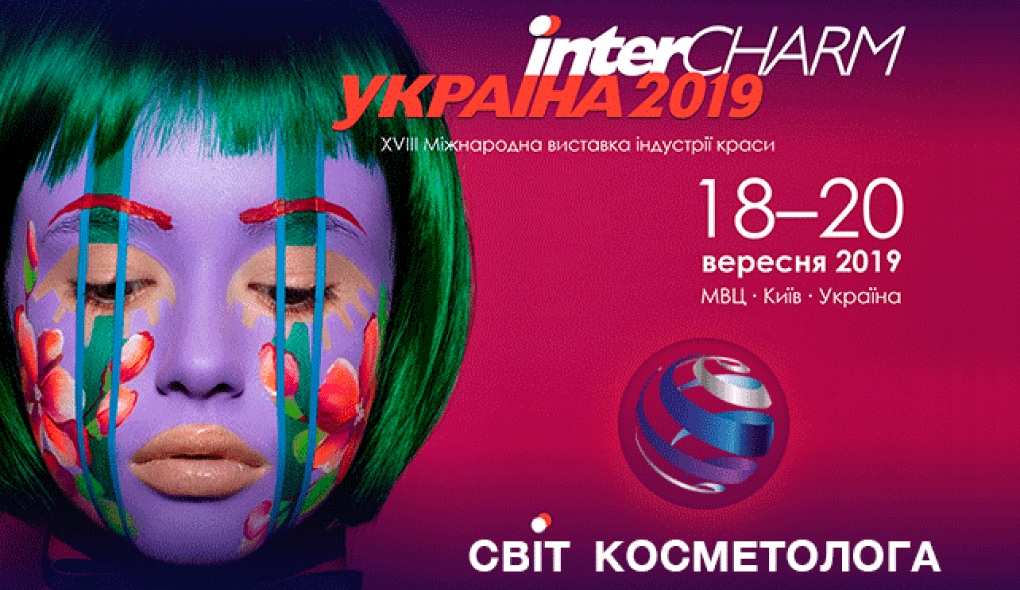 interCHARM
УКРАЇНА 2019
XVIII Міжнародна виставка індустрії краси
18–20
вересня 2019
МВЦ · Київ · Україна
СВІТ КОСМЕТОЛОГА